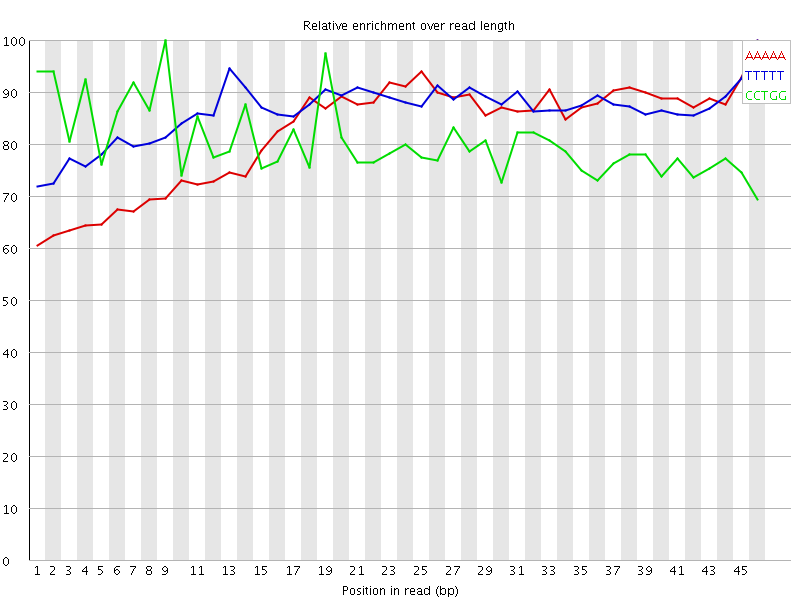 Relative enrichment over read length
100
90
80
70
60
50
40
30
20
10
0
AAAAA
TTTTT
CCTGG
1 2 3 4 5 6 7 8 9 11 13 15 17 19 21 23 25 27 29 31 33 35 37 39 41 43 45
Position in read (bp)